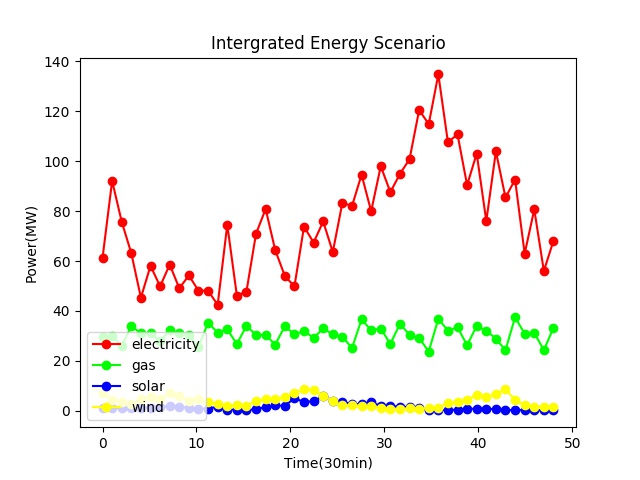 Intergrated Energy Scenario
Power(MW)
140
120
100
80
60
40
20
0
electricity
gas
solar
wind
0 10 20 30 40 50
Time(30min)